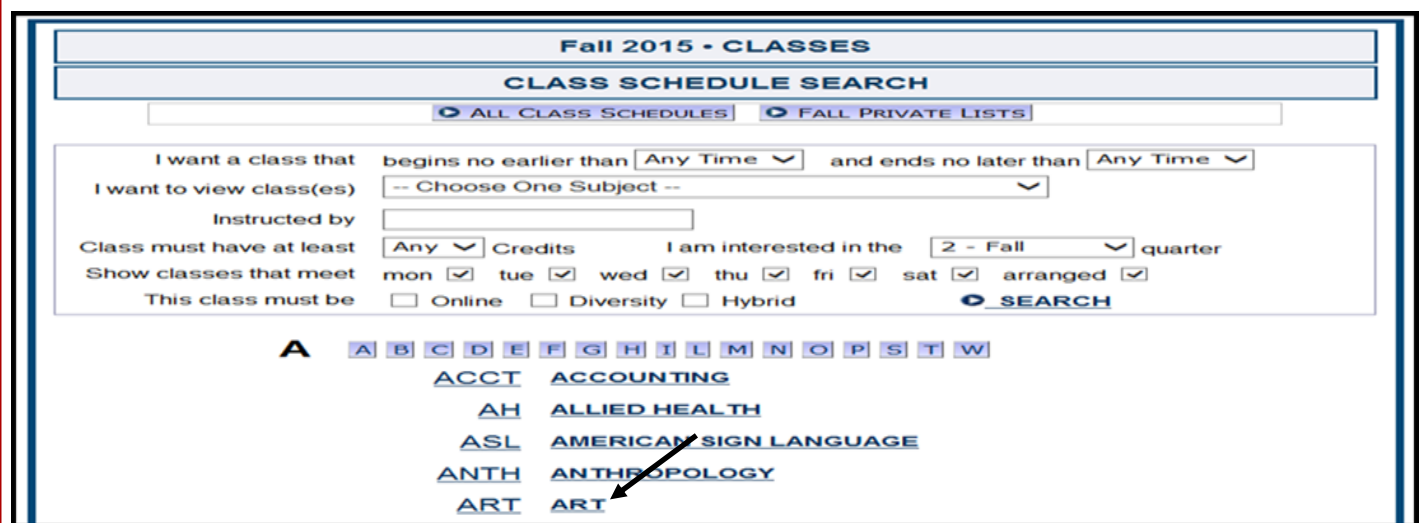 Fall 2015 • CLASSES
CLASS SCHEDULE SEARCH
ALL CLASS SCHEDULES FALL PRIVATE LISTS
I want a class that begins no earlier than Any Time and ends no later than Any Time
I want to view class(es) -- Choose One Subject --
Instructed by
Class must have at least Any Credits I am interested in the 2 - Fall quarter
Show classes that meet mon tue wed thu fri sat arranged
This class must be Online Diversity Hybrid SEARCH
A A B C D E F G H I L M N O P S T W
ACCT ACCOUNTING
AH ALLIED HEALTH
ASL AMERICAN SIGN LANGUAGE
ANTH ANTHROPOLOGY
ART ART